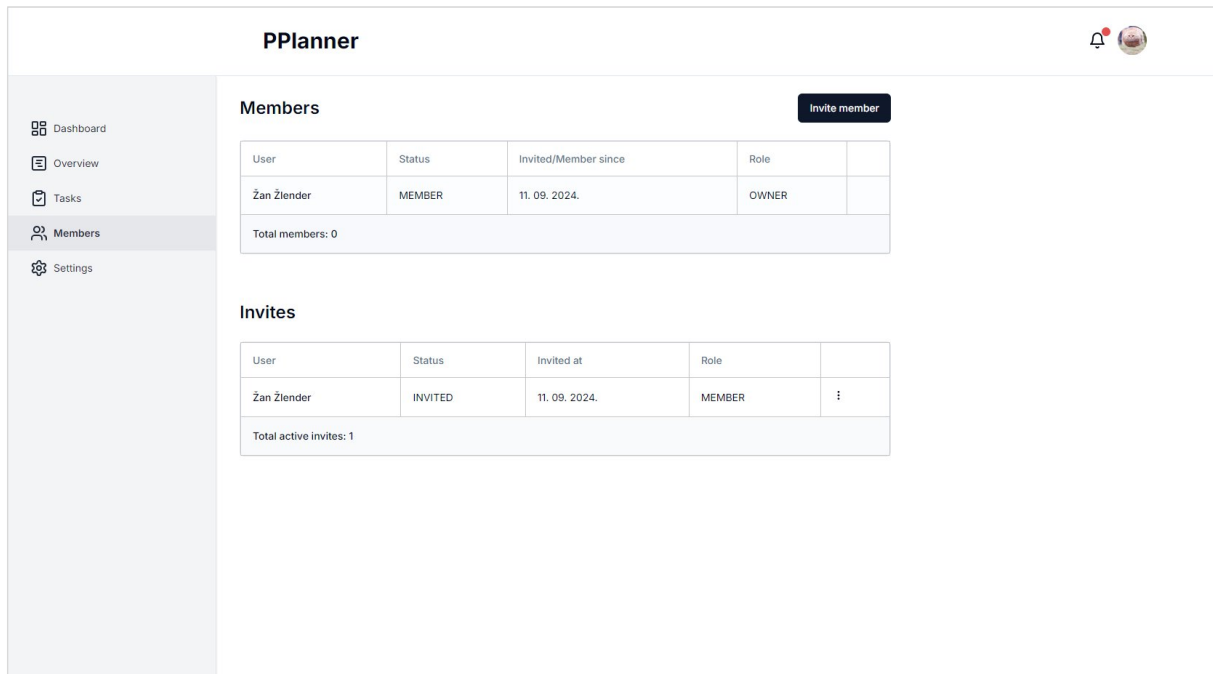 PPlanner
Dashboard
Overview
Tasks
Members
Settings
Members
Invite member
User Status Invited/Member since Role
Žan Žlender MEMBER 11. 09. 2024. OWNER
Total members: 0
Invites
User Status Invited at Role
Žan Žlender INVITED 11. 09. 2024. MEMBER
Total active invites: 1